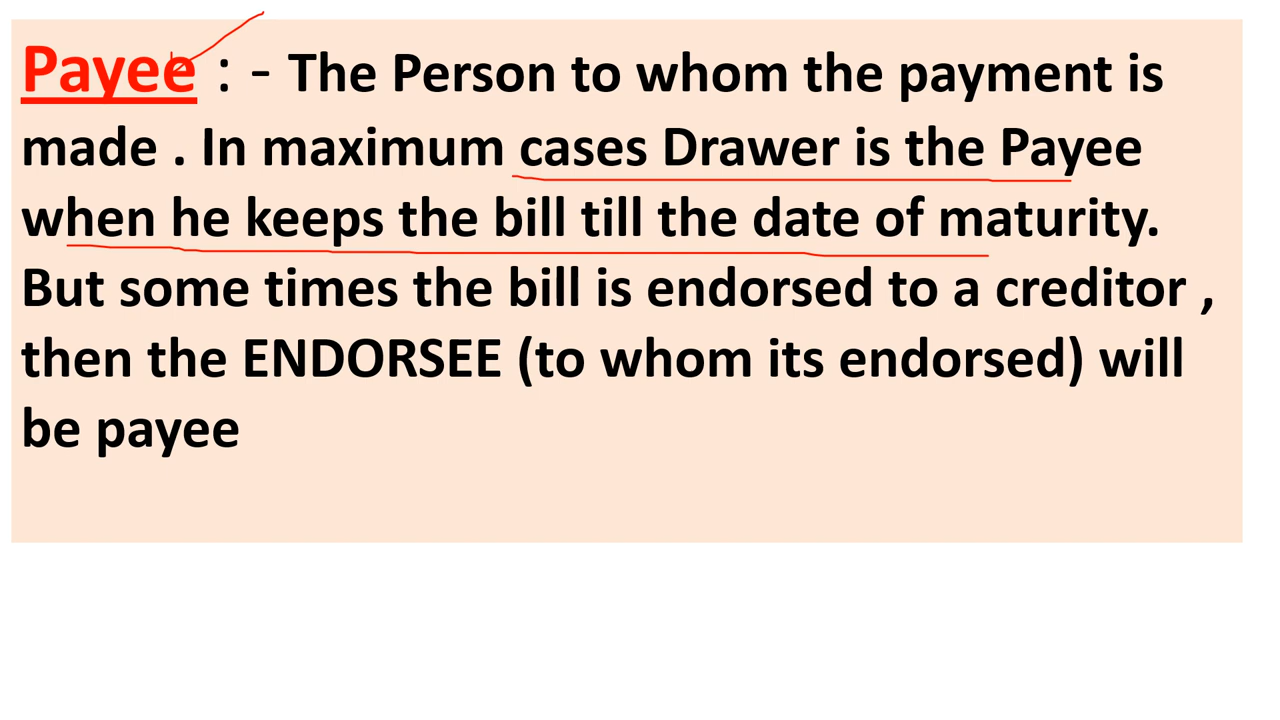 Payee : - The Person to whom the payment is
made . In maximum cases Drawer is the Payee
when he keeps the bill till the date of maturity.
But some times the bill is endorsed to a creditor ,
then the ENDORSEE (to whom its endorsed) will
be payee